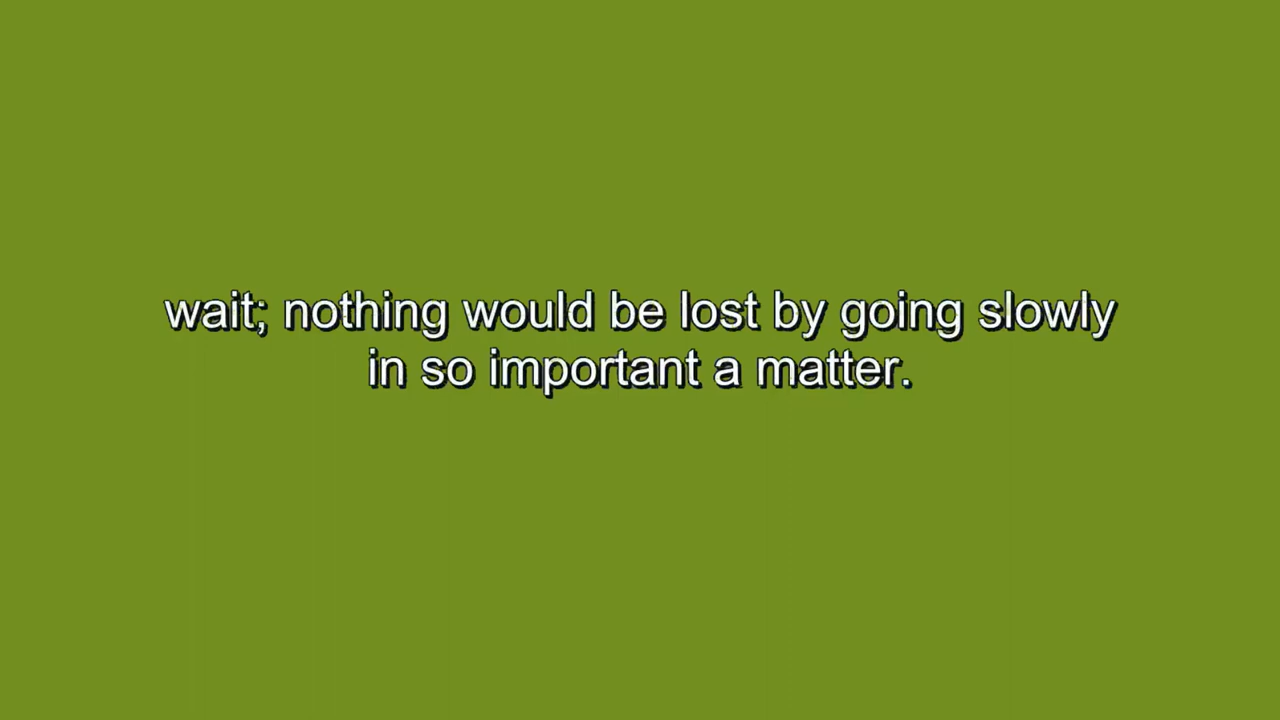 wait; nothing would be lost by going slowly
in so important a matter.